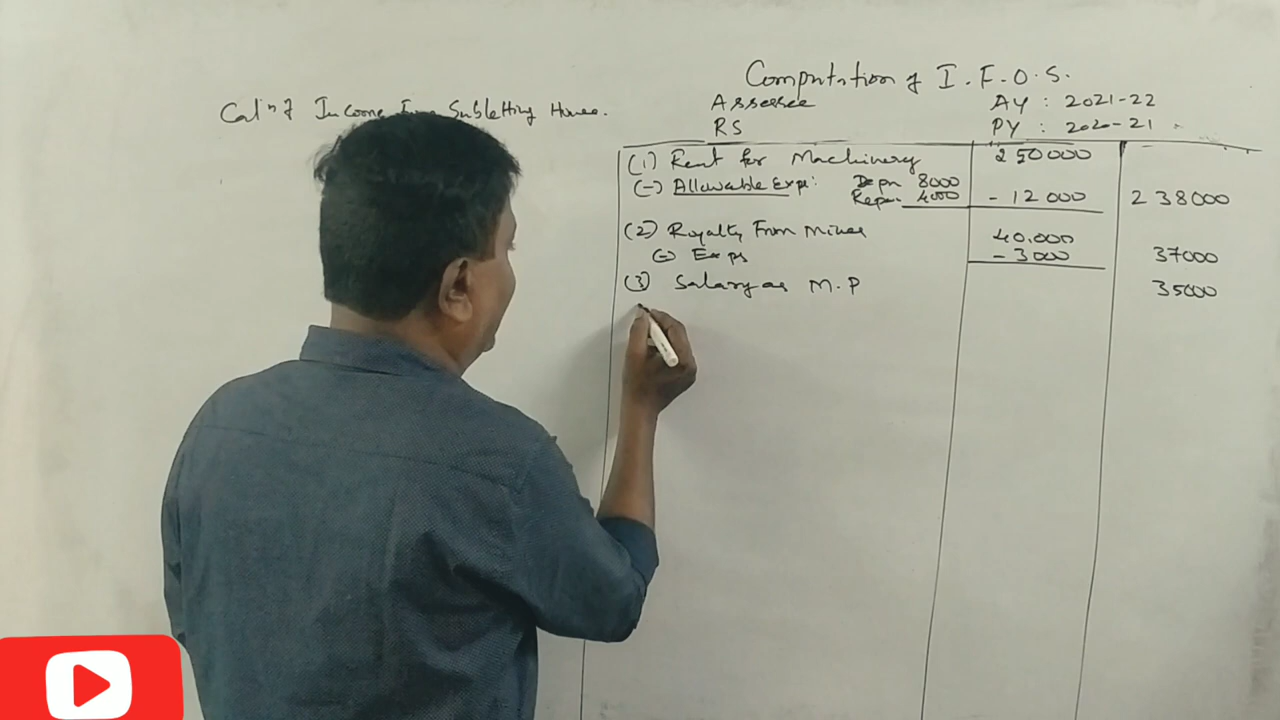 Computation of I.F.O.S.
Assessee AY : 2021-22
RS PY : 2020-21
Cal'n of Income From Subletting House.
(1) Rent for Machinery 250000
(-) Allowable Exp: Depn 8000
Repair 4000 - 12000 238000
(2) Royalty From Mines 40,000
(-) Exps - 3000 37000
(3) Salary as M.P 35000